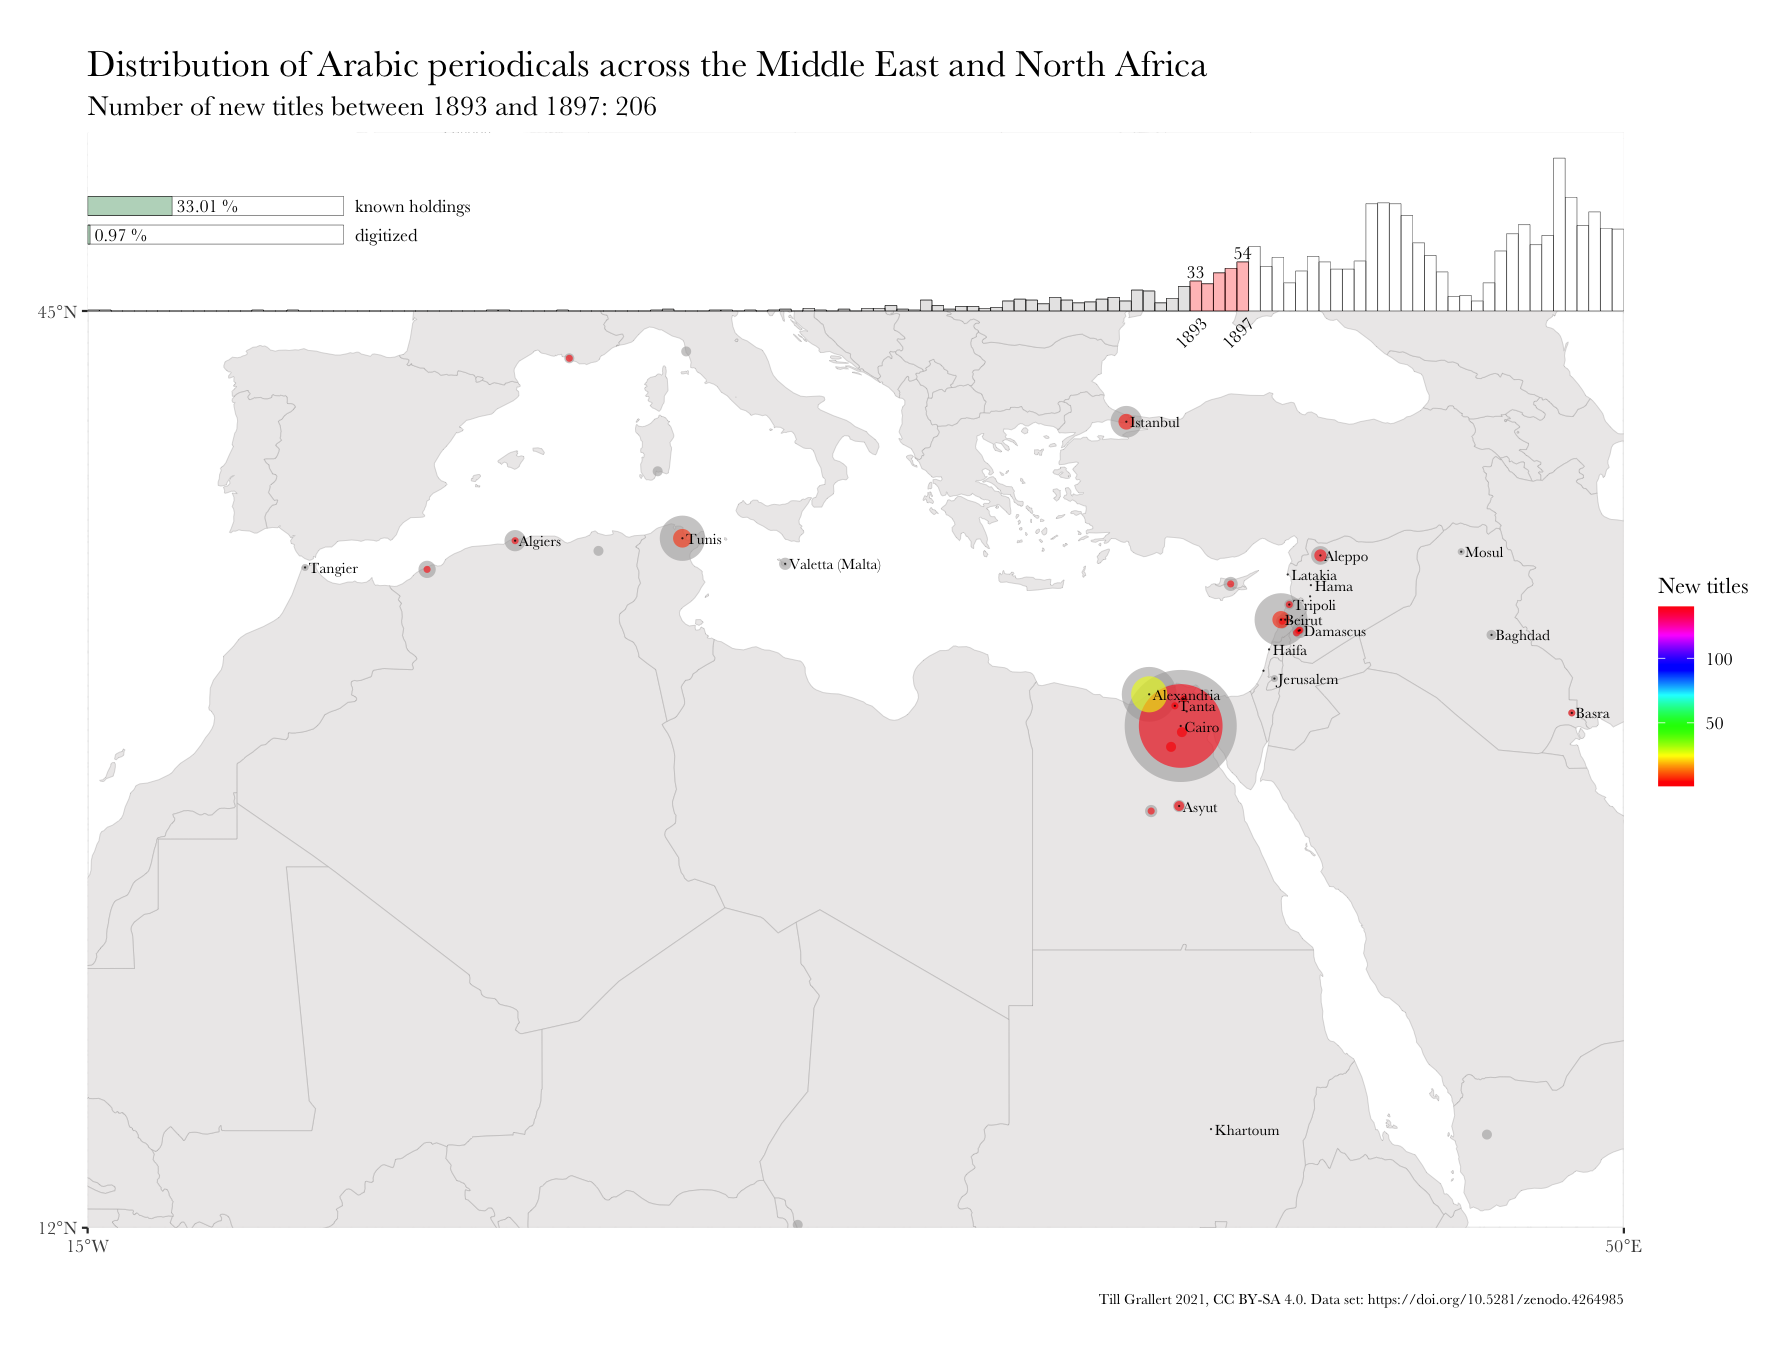 Distribution of Arabic periodicals across the Middle East and North Africa
Number of new titles between 1893 and 1897: 206
33.01 %
known holdings
0.97 %
digitized
33
54
45°N
1893
1897
Istanbul
Tunis
Algiers
Tangier
Valetta (Malta)
Aleppo
Mosul
Latakia
Hama
Tripoli
Beirut
Damascus
Baghdad
Haifa
Jerusalem
Alexandria
Tanta
Cairo
Basra
Asyut
Khartoum
New titles
100
50
12°N
15°W
50°E
Till Grallert 2021, CC BY-SA 4.0. Data set: https://doi.org/10.5281/zenodo.4264985